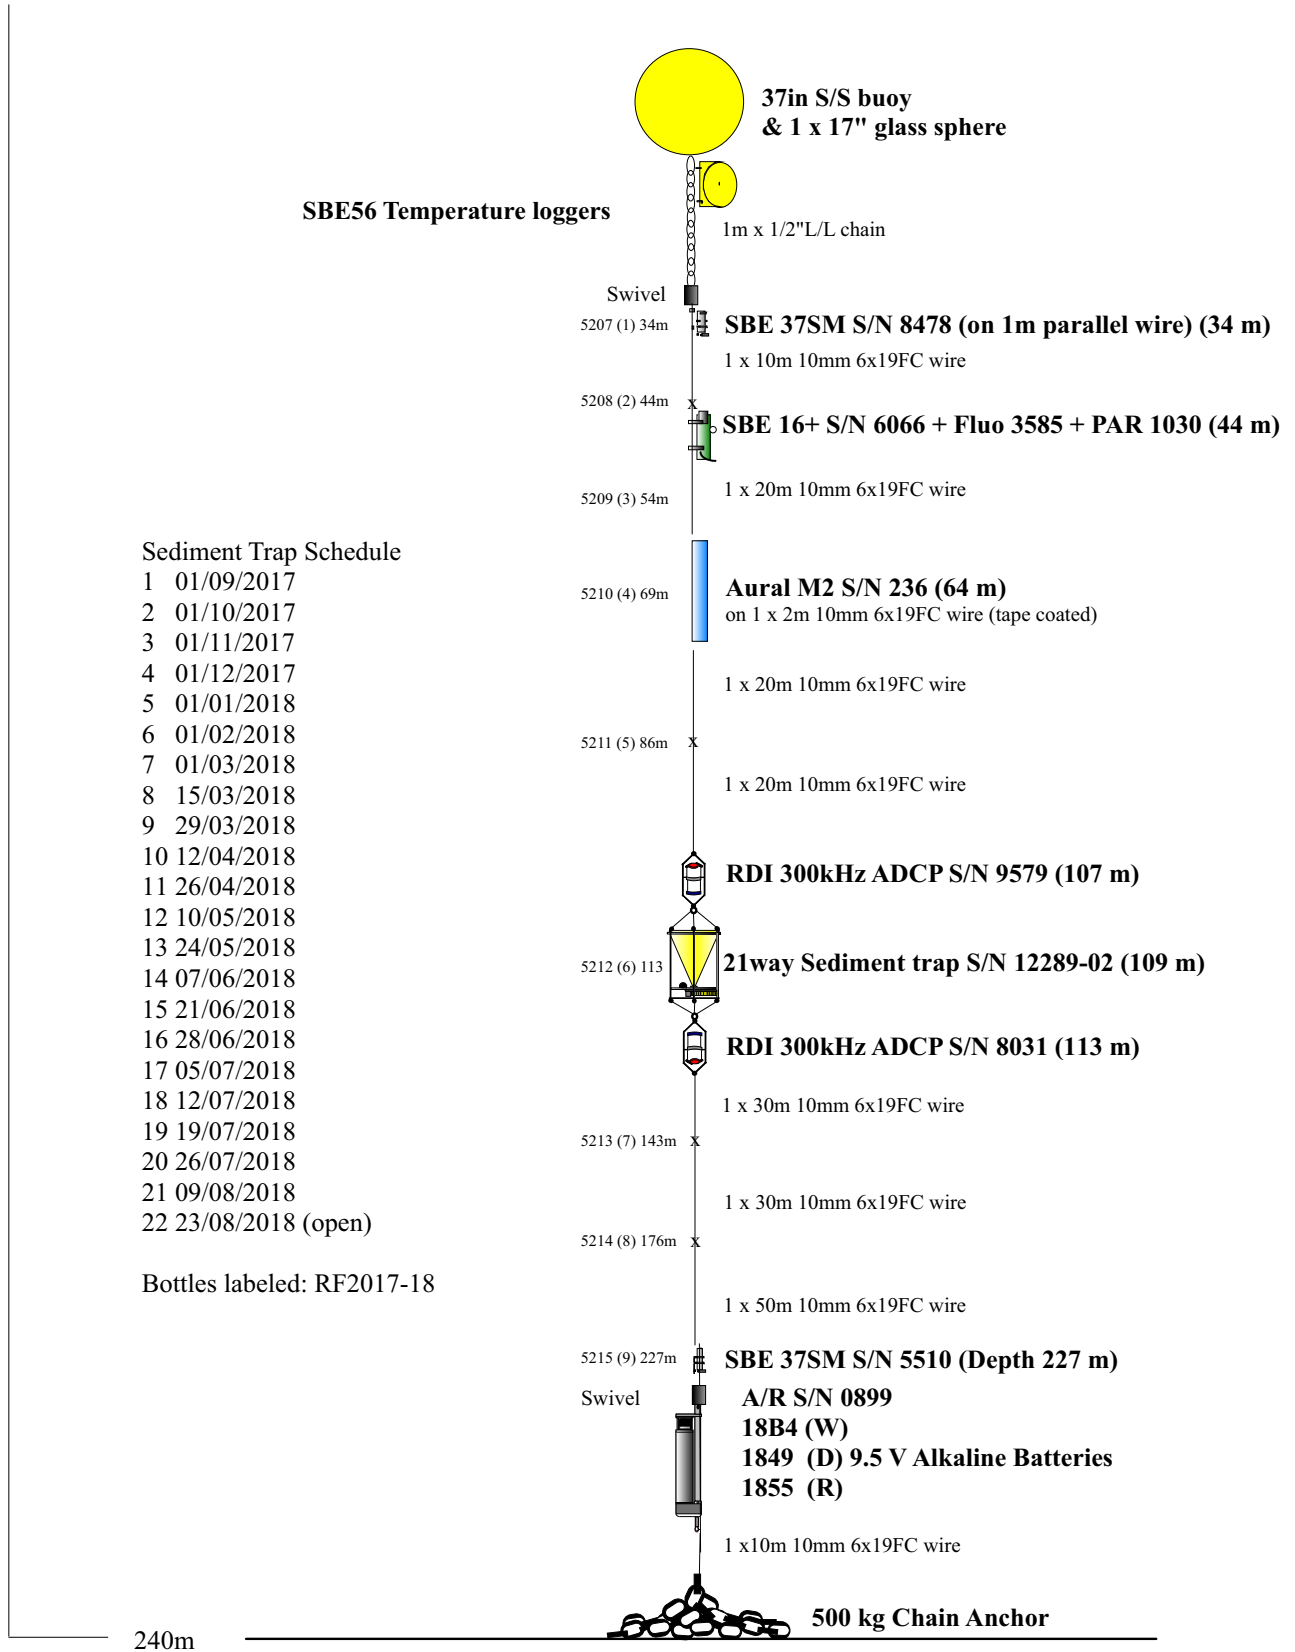 37in S/S buoy
& 1 x 17" glass sphere
SBE56 Temperature loggers
1m x 1/2"L/L chain
Swivel
5207 (1) 34m
SBE 37SM S/N 8478 (on 1m parallel wire) (34 m)
1 x 10m 10mm 6x19FC wire
5208 (2) 44m
x
SBE 16+ S/N 6066 + Fluo 3585 + PAR 1030 (44 m)
1 x 20m 10mm 6x19FC wire
5209 (3) 54m
Sediment Trap Schedule
1 01/09/2017
2 01/10/2017
3 01/11/2017
4 01/12/2017
5 01/01/2018
6 01/02/2018
7 01/03/2018
8 15/03/2018
9 29/03/2018
10 12/04/2018
11 26/04/2018
12 10/05/2018
13 24/05/2018
14 07/06/2018
15 21/06/2018
16 28/06/2018
17 05/07/2018
18 12/07/2018
19 19/07/2018
20 26/07/2018
21 09/08/2018
22 23/08/2018 (open)
Bottles labeled: RF2017-18
5210 (4) 69m
Aural M2 S/N 236 (64 m)
on 1 x 2m 10mm 6x19FC wire (tape coated)
1 x 20m 10mm 6x19FC wire
5211 (5) 86m
x
1 x 20m 10mm 6x19FC wire
RDI 300kHz ADCP S/N 9579 (107 m)
5212 (6) 113
21way Sediment trap S/N 12289-02 (109 m)
RDI 300kHz ADCP S/N 8031 (113 m)
1 x 30m 10mm 6x19FC wire
5213 (7) 143m
x
1 x 30m 10mm 6x19FC wire
5214 (8) 176m
x
1 x 50m 10mm 6x19FC wire
5215 (9) 227m
SBE 37SM S/N 5510 (Depth 227 m)
Swivel
A/R S/N 0899
18B4 (W)
1849 (D) 9.5 V Alkaline Batteries
1855 (R)
1 x10m 10mm 6x19FC wire
500 kg Chain Anchor
240m